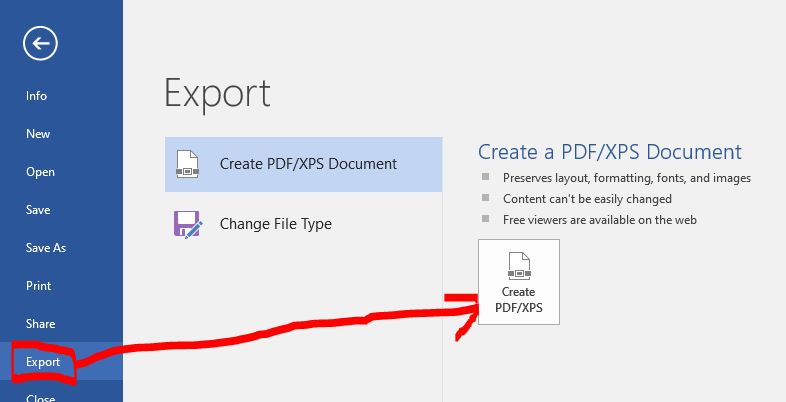 Info
New
Open
Save
Save As
Print
Share
Export
Close
Export
Create PDF/XPS Document
Change File Type
Create a PDF/XPS Document
Preserves layout, formatting, fonts, and images
Content can't be easily changed
Free viewers are available on the web
Create
PDF/XPS